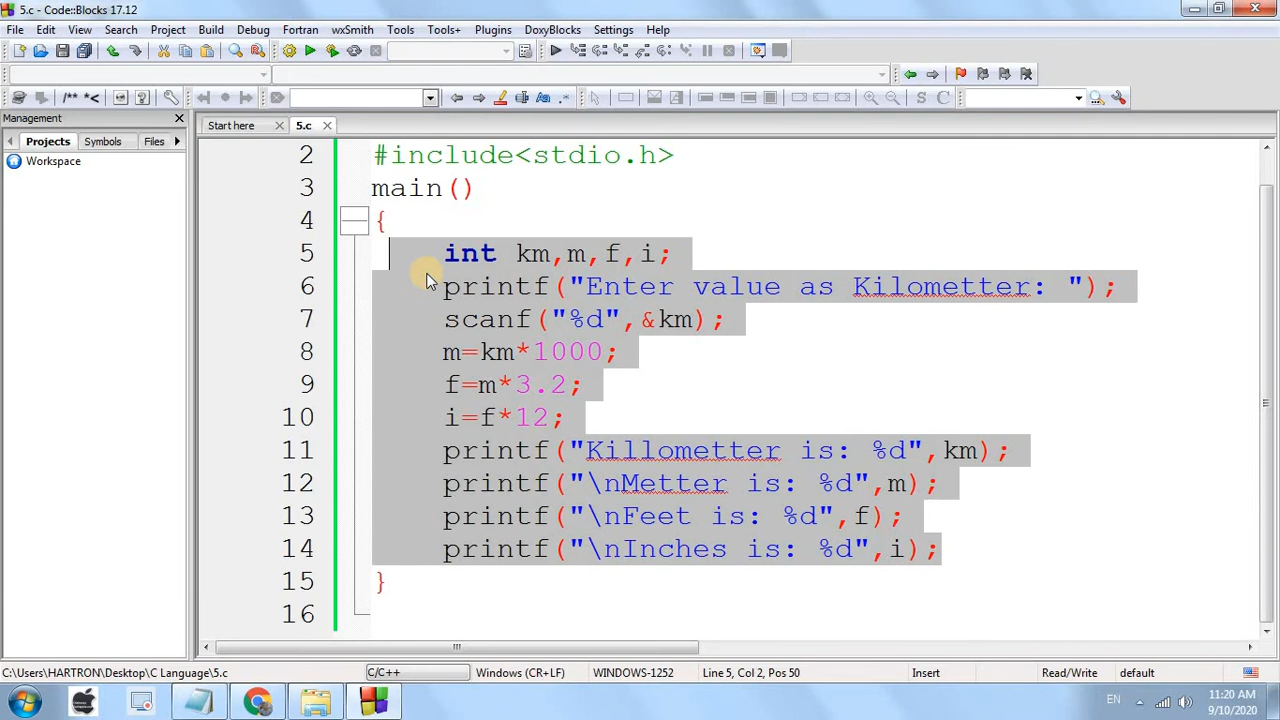 5.c - Code::Blocks 17.12
File Edit View Search Project Build Debug Fortran wxSmith Tools Tools+ Plugins DoxyBlocks Settings Help
/** *<
S C
Management
Projects Symbols Files
Workspace
Start here 5.c
2 #include<stdio.h>
3 main()
4 {
5 int km,m,f,i;
6 printf("Enter value as Kilometter: ");
7 scanf("%d",&km);
8 m=km*1000;
9 f=m*3.2;
10 i=f*12;
11 printf("Killometter is: %d",km);
12 printf("\nMetter is: %d",m);
13 printf("\nFeet is: %d",f);
14 printf("\nInches is: %d",i);
15 }
16
C:\Users\HARTRON\Desktop\C Language\5.c C/C++ Windows (CR+LF) WINDOWS-1252 Line 5, Col 2, Pos 50 Insert Read/Write default
EN
11:20 AM
9/10/2020